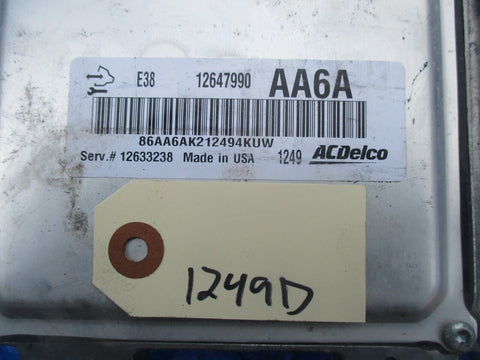 E38 12647990 AA6A
86AA6AK212494KUW
Serv.# 12633238 Made in USA 1249 ACDelco
1249D